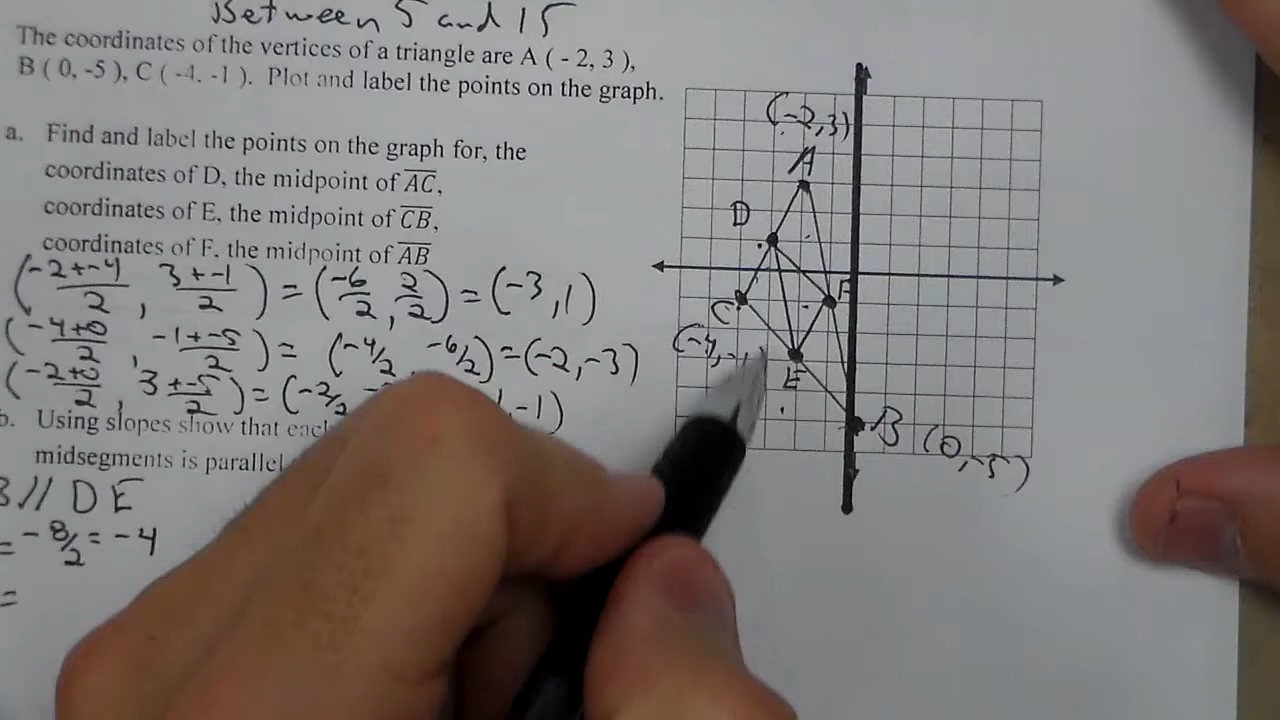 Between 5 and 15
The coordinates of the vertices of a triangle are A ( - 2, 3 ),
B ( 0, -5 ), C ( -4. -1 ). Plot and label the points on the graph.
a. Find and label the points on the graph for, the
coordinates of D, the midpoint of AC,
coordinates of E, the midpoint of CB,
coordinates of F. the midpoint of AB
(-2+-4/2, 3+-1/2) = (-6/2, 2/2) = (-3,1)
(-4+0/2, -1+-5/2) = (-4/2, -6/2) = (-2,-3)
(-2+0/2, 3+-5/2) = (-2/2 ,-1)
b. Using slopes show that each
midsegments is parallel
B // DE
= -8/2 = -4
=
(-2,3)
A
D
F
C
(-4,-1
E
B (0,-5)